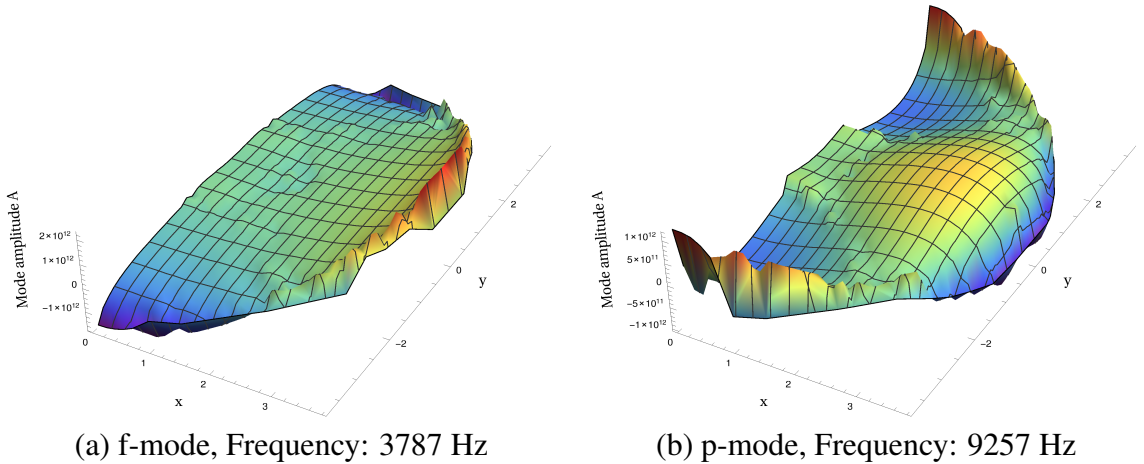 Mode amplitude A
2×10¹²
1×10¹²
0
-1×10¹²
0
1
2
3
x
-2
0
2
y
(a) f-mode, Frequency: 3787 Hz
Mode amplitude A
1×10¹²
5×10¹¹
0
-5×10¹¹
-1×10¹²
0
1
2
3
x
-2
0
2
y
(b) p-mode, Frequency: 9257 Hz